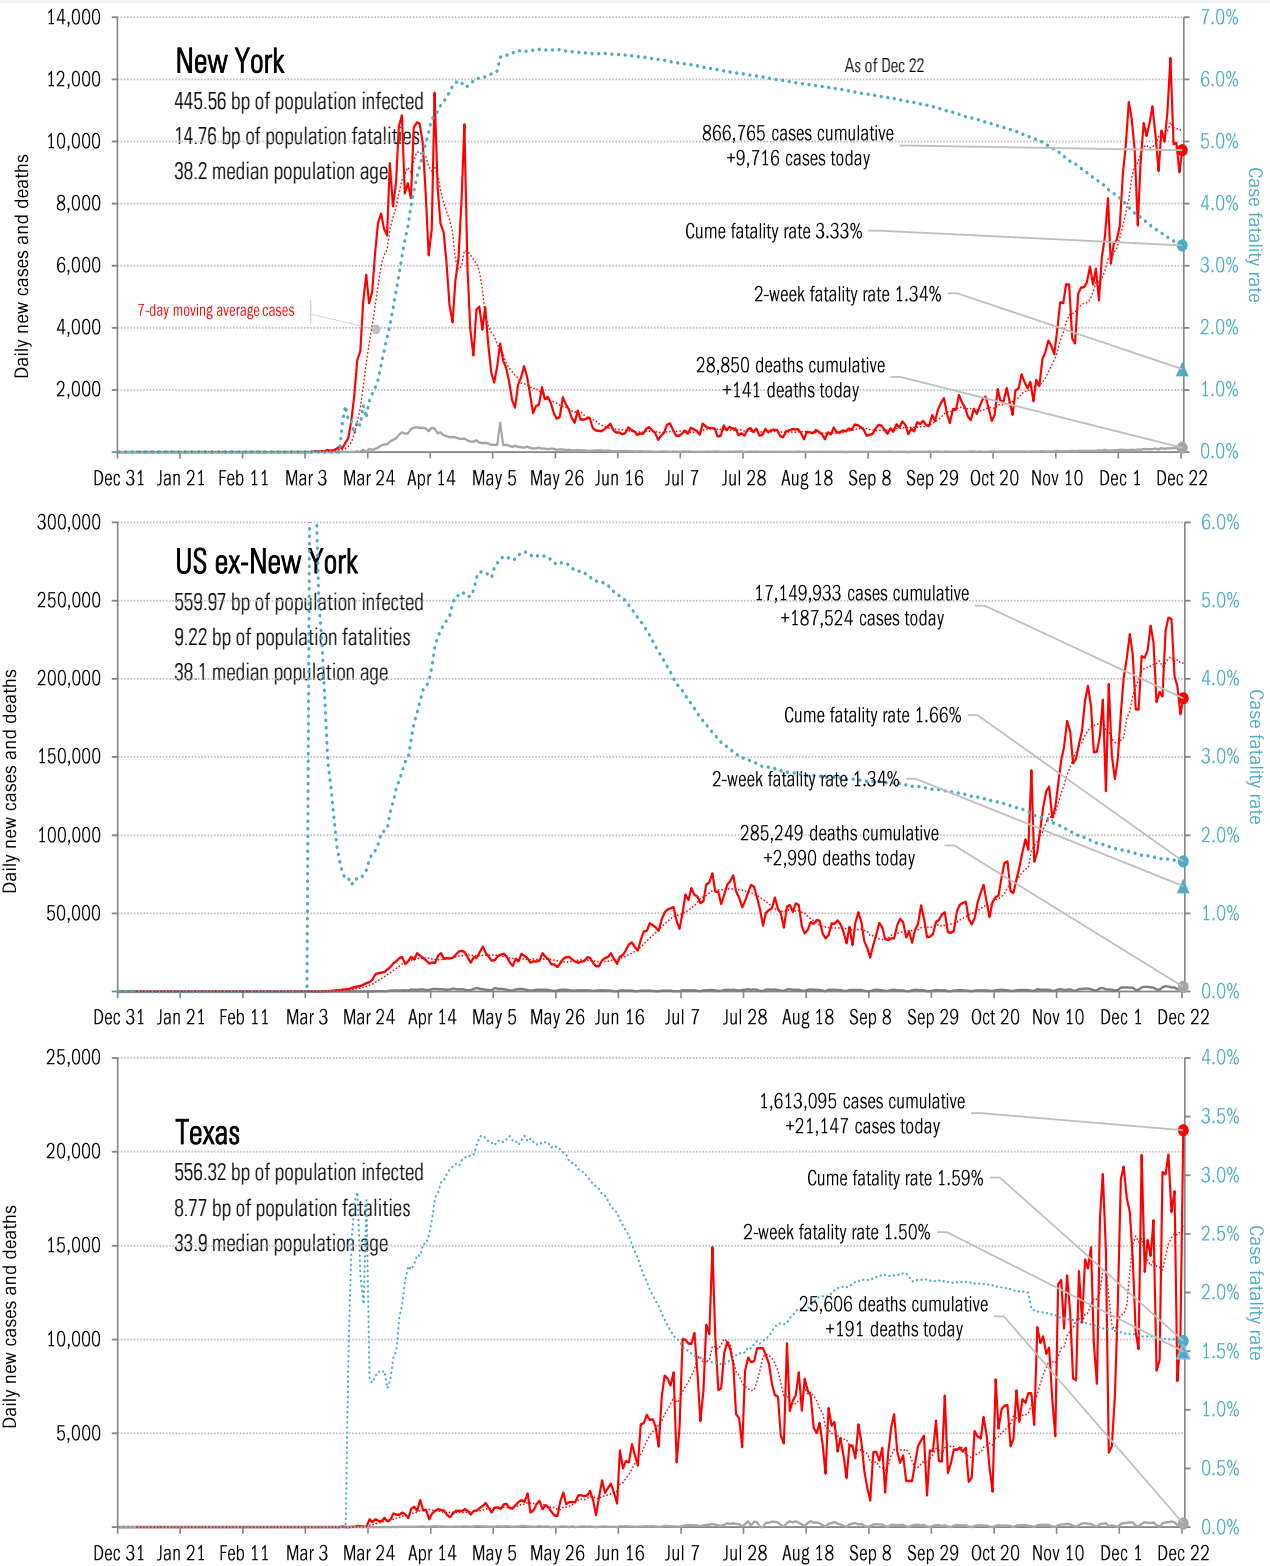 14,000
12,000
10,000
8,000
6,000
4,000
2,000
Daily new cases and deaths
7.0%
6.0%
5.0%
4.0%
3.0%
2.0%
1.0%
0.0%
Case fatality rate
New York
445.56 bp of population infected
14.76 bp of population fatalities
38.2 median population age
As of Dec 22
866,765 cases cumulative
+9,716 cases today
Cume fatality rate 3.33%
2-week fatality rate 1.34%
7-day moving average cases
28,850 deaths cumulative
+141 deaths today
Dec 31 Jan 21 Feb 11 Mar 3 Mar 24 Apr 14 May 5 May 26 Jun 16 Jul 7 Jul 28 Aug 18 Sep 8 Sep 29 Oct 20 Nov 10 Dec 1 Dec 22
300,000
250,000
200,000
150,000
100,000
50,000
Daily new cases and deaths
6.0%
5.0%
4.0%
3.0%
2.0%
1.0%
0.0%
Case fatality rate
US ex-New York
559.97 bp of population infected
9.22 bp of population fatalities
38.1 median population age
17,149,933 cases cumulative
+187,524 cases today
Cume fatality rate 1.66%
2-week fatality rate 1.34%
285,249 deaths cumulative
+2,990 deaths today
Dec 31 Jan 21 Feb 11 Mar 3 Mar 24 Apr 14 May 5 May 26 Jun 16 Jul 7 Jul 28 Aug 18 Sep 8 Sep 29 Oct 20 Nov 10 Dec 1 Dec 22
25,000
20,000
15,000
10,000
5,000
Daily new cases and deaths
4.0%
3.5%
3.0%
2.5%
2.0%
1.5%
1.0%
0.5%
0.0%
Case fatality rate
Texas
556.32 bp of population infected
8.77 bp of population fatalities
33.9 median population age
1,613,095 cases cumulative
+21,147 cases today
Cume fatality rate 1.59%
2-week fatality rate 1.50%
25,606 deaths cumulative
+191 deaths today
Dec 31 Jan 21 Feb 11 Mar 3 Mar 24 Apr 14 May 5 May 26 Jun 16 Jul 7 Jul 28 Aug 18 Sep 8 Sep 29 Oct 20 Nov 10 Dec 1 Dec 22